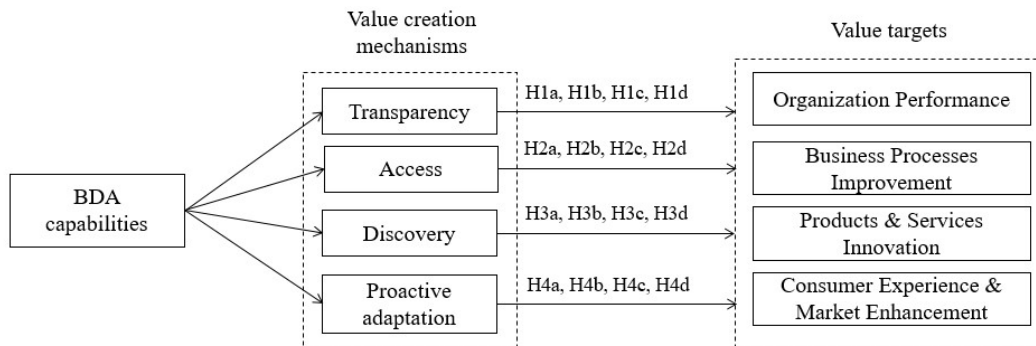 Value creation
mechanisms
Value targets
Transparency
H1a, H1b, H1c, H1d
Organization Performance
Access
H2a, H2b, H2c, H2d
Business Processes
Improvement
BDA
capabilities
Discovery
H3a, H3b, H3c, H3d
Products & Services
Innovation
Proactive
adaptation
H4a, H4b, H4c, H4d
Consumer Experience &
Market Enhancement